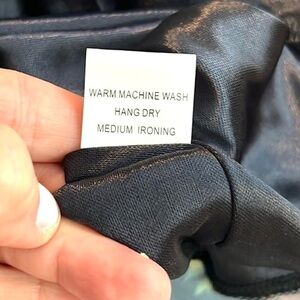 WARM MACHINE WASH
HANG DRY
MEDIUM IRONING